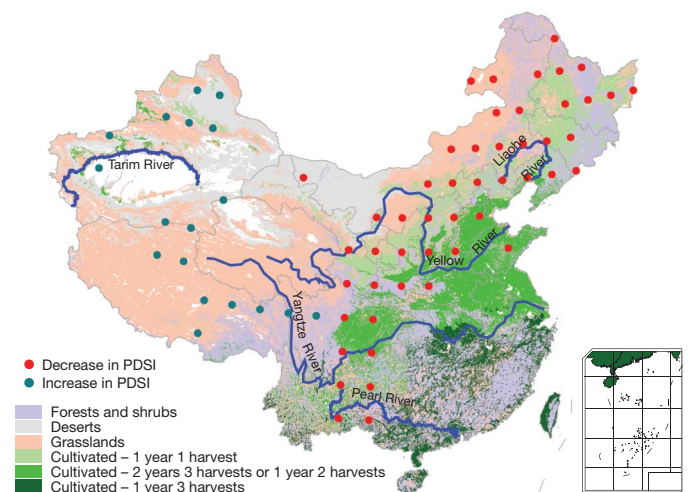 Tarim River
Liaohe
River
Yellow
River
Yangtze
River
Pearl River
Decrease in PDSI
Increase in PDSI
Forests and shrubs
Deserts
Grasslands
Cultivated – 1 year 1 harvest
Cultivated – 2 years 3 harvests or 1 year 2 harvests
Cultivated – 1 year 3 harvests